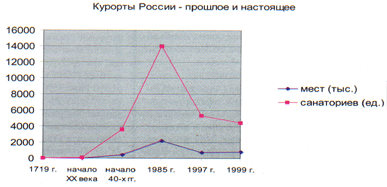 Курорты России - прошлое и настоящее
16000
14000
12000
10000
8000
6000
4000
2000
0
1719 г. начало XX века начало 40-х гг. 1985 г. 1997 г. 1999 г.
мест (тыс.)
санаториев (ед.)